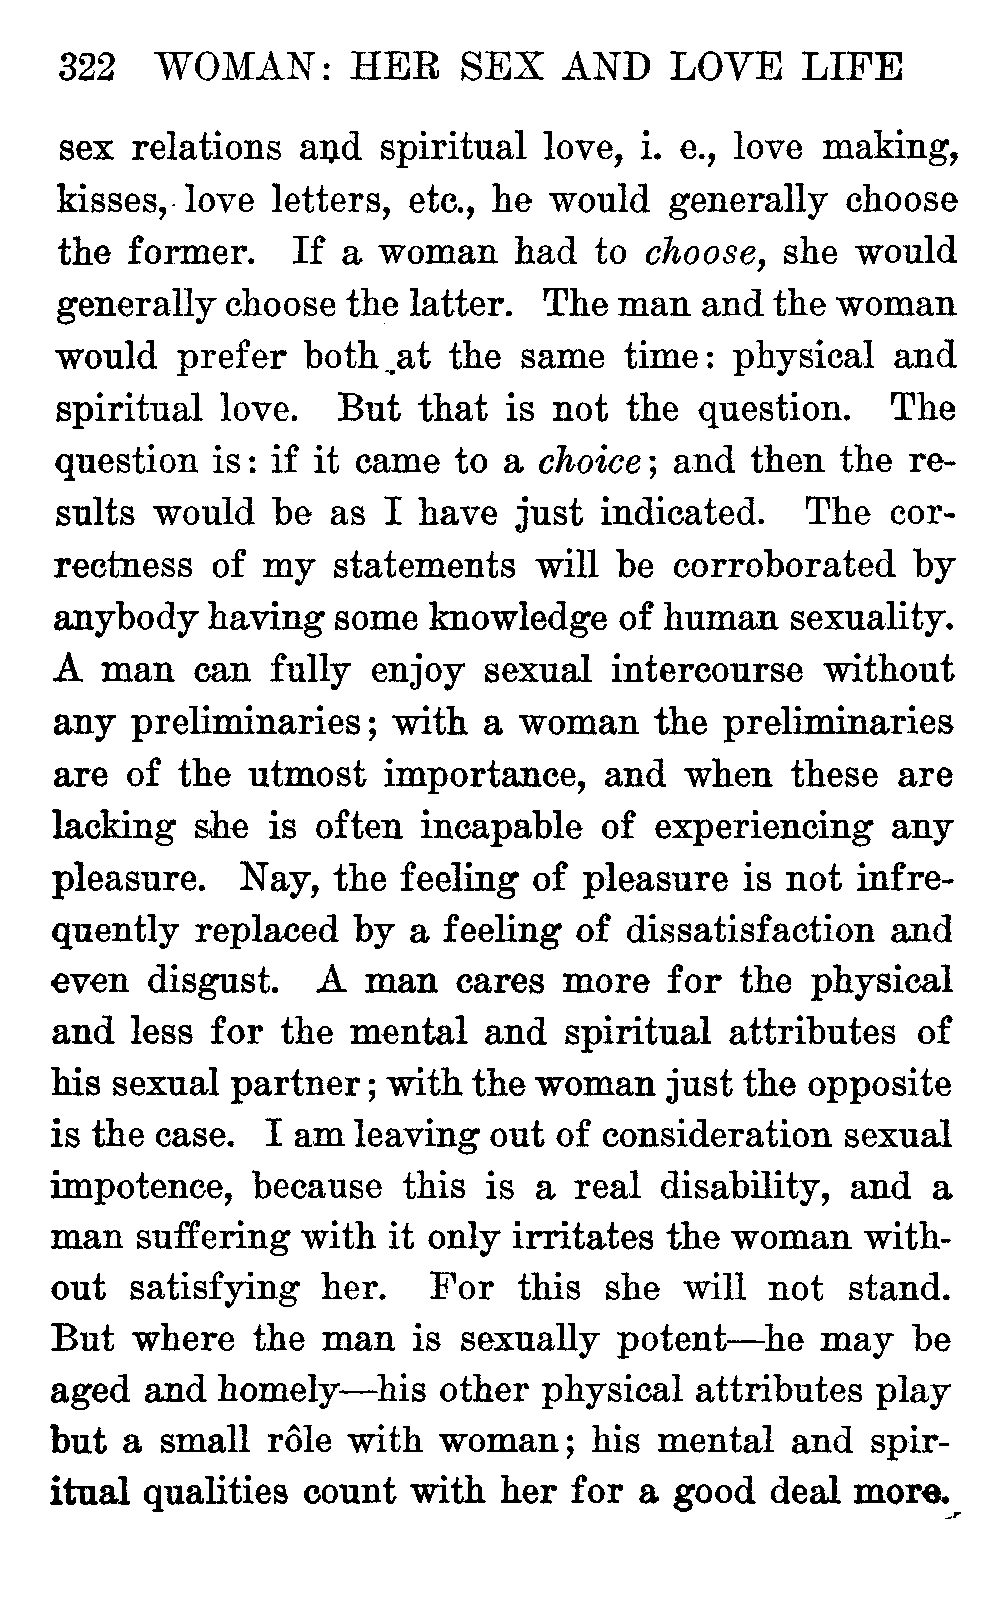 322 WOMAN: HER SEX AND LOVE LIFE
sex relations and spiritual love, i. e., love making,
kisses, love letters, etc., he would generally choose
the former. If a woman had to choose, she would
generally choose the latter. The man and the woman
would prefer both at the same time: physical and
spiritual love. But that is not the question. The
question is: if it came to a choice; and then the re-
sults would be as I have just indicated. The cor-
rectness of my statements will be corroborated by
anybody having some knowledge of human sexuality.
A man can fully enjoy sexual intercourse without
any preliminaries; with a woman the preliminaries
are of the utmost importance, and when these are
lacking she is often incapable of experiencing any
pleasure. Nay, the feeling of pleasure is not infre-
quently replaced by a feeling of dissatisfaction and
even disgust. A man cares more for the physical
and less for the mental and spiritual attributes of
his sexual partner; with the woman just the opposite
is the case. I am leaving out of consideration sexual
impotence, because this is a real disability, and a
man suffering with it only irritates the woman with-
out satisfying her. For this she will not stand.
But where the man is sexually potent—he may be
aged and homely—his other physical attributes play
but a small rôle with woman; his mental and spir-
itual qualities count with her for a good deal more.